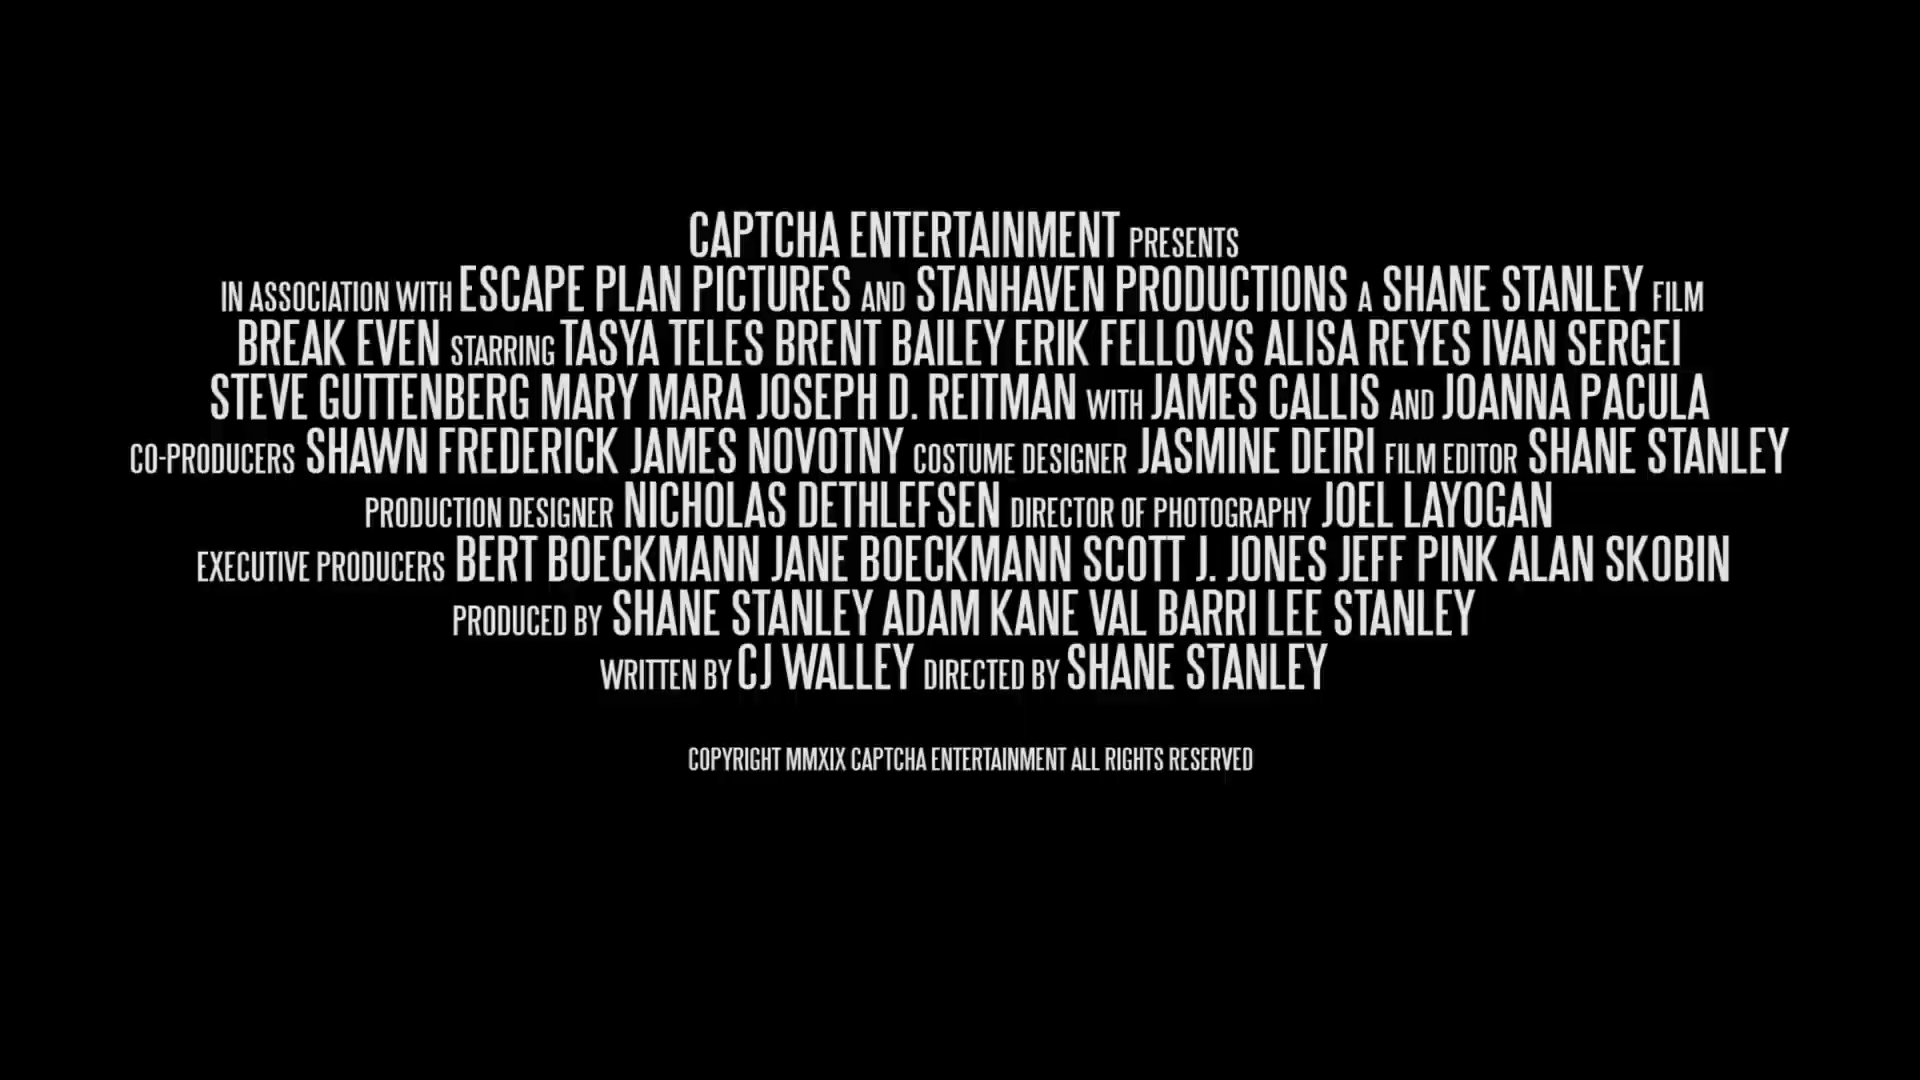 CAPTCHA ENTERTAINMENT PRESENTS
IN ASSOCIATION WITH ESCAPE PLAN PICTURES AND STANHAVEN PRODUCTIONS A SHANE STANLEY FILM
BREAK EVEN STARRING TASYA TELES BRENT BAILEY ERIK FELLOWS ALISA REYES IVAN SERGEI
STEVE GUTTENBERG MARY MARA JOSEPH D. REITMAN WITH JAMES CALLIS AND JOANNA PACULA
CO-PRODUCERS SHAWN FREDERICK JAMES NOVOTNY COSTUME DESIGNER JASMINE DEIRI FILM EDITOR SHANE STANLEY
PRODUCTION DESIGNER NICHOLAS DETHLEFSEN DIRECTOR OF PHOTOGRAPHY JOEL LAYOGAN
EXECUTIVE PRODUCERS BERT BOECKMANN JANE BOECKMANN SCOTT J. JONES JEFF PINK ALAN SKOBIN
PRODUCED BY SHANE STANLEY ADAM KANE VAL BARRI LEE STANLEY
WRITTEN BY CJ WALLEY DIRECTED BY SHANE STANLEY
COPYRIGHT MMXIX CAPTCHA ENTERTAINMENT ALL RIGHTS RESERVED